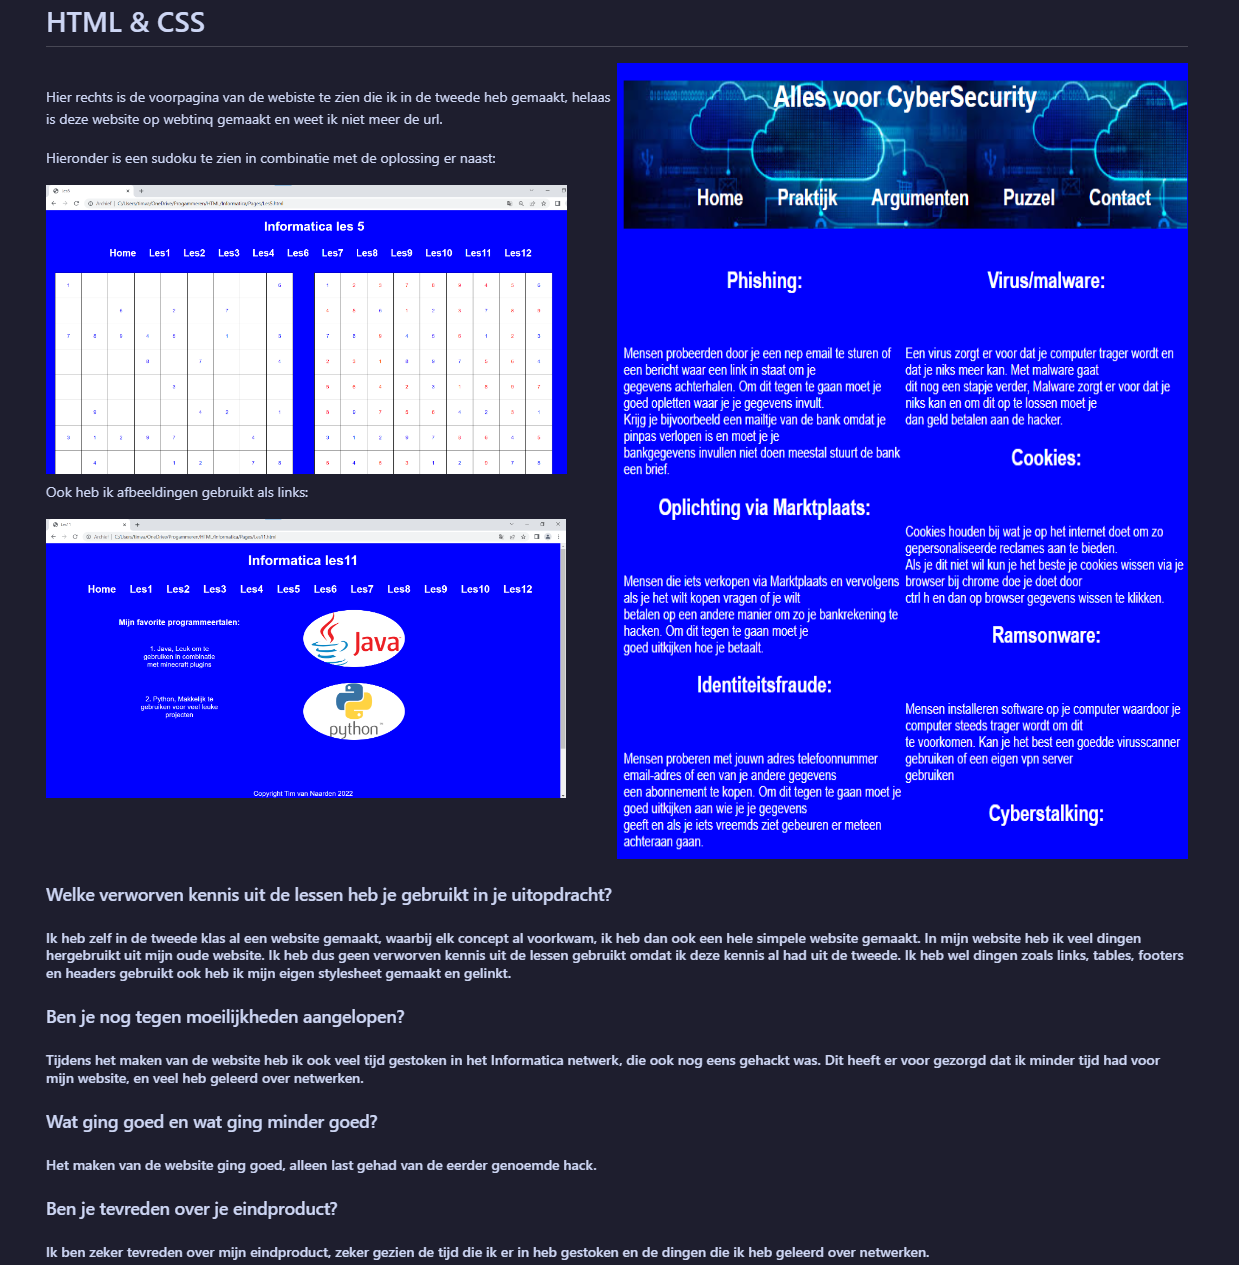 HTML & CSS
Hier rechts is de voorpagina van de webiste te zien die ik in de tweede heb gemaakt, helaas
is deze website op webtinq gemaakt en weet ik niet meer de url.
Hieronder is een sudoku te zien in combinatie met de oplossing er naast:
Informatica les 5
Home Les1 Les2 Les3 Les4 Les6 Les7 Les8 Les9 Les10 Les11 Les12
Ook heb ik afbeeldingen gebruikt als links:
Les11
Informatica les11
Home Les1 Les2 Les3 Les4 Les5 Les6 Les7 Les8 Les9 Les10 Les12
Mijn favorite programmeertalen:
1. Java, Leuk om te
gebruiken in combinatie
met minecraft plugins
Java
2. Python, Makkelijk te
gebruiken voor veel leuke
projecten
python
Copyright Tim van Naarden 2022
Alles voor CyberSecurity
Home Praktijk Argumenten Puzzel Contact
Phishing:
Mensen probeerden door je een nep email te sturen of
een bericht waar een link in staat om je
gegevens achterhalen. Om dit tegen te gaan moet je
goed opletten waar je je gegevens invult.
Krijg je bijvoorbeeld een mailtje van de bank omdat je
pinpas verlopen is en moet je je
bankgegevens invullen niet doen meestal stuurt de bank
een brief.
Oplichting via Marktplaats:
Mensen die iets verkopen via Marktplaats en vervolgens
als je het wilt kopen vragen of je wilt
betalen op een andere manier om zo je bankrekening te
hacken. Om dit tegen te gaan moet je
goed uitkijken hoe je betaalt.
Identiteitsfraude:
Mensen proberen met jouwn adres telefoonnummer
email-adres of een van je andere gegevens
een abonnement te kopen. Om dit tegen te gaan moet je
goed uitkijken aan wie je je gegevens
geeft en als je iets vreemds ziet gebeuren er meteen
achteraan gaan.
Virus/malware:
Een virus zorgt er voor dat je computer trager wordt en
dat je niks meer kan. Met malware gaat
dit nog een stapje verder, Malware zorgt er voor dat je
niks kan en om dit op te lossen moet je
dan geld betalen aan de hacker.
Cookies:
Cookies houden bij wat je op het internet doet om zo
gepersonaliseerde reclames aan te bieden.
Als je dit niet wil kun je het beste je cookies wissen via je
browser bij chrome doe je doet door
ctrl h en dan op browser gegevens wissen te klikken.
Ramsonware:
Mensen installeren software op je computer waardoor je
computer steeds trager wordt om dit
te voorkomen. Kan je het best een goedde virusscanner
gebruiken of een eigen vpn server
gebruiken
Cyberstalking:
Welke verworven kennis uit de lessen heb je gebruikt in je uitopdracht?
Ik heb zelf in de tweede klas al een website gemaakt, waarbij elk concept al voorkwam, ik heb dan ook een hele simpele website gemaakt. In mijn website heb ik veel dingen
hergebruikt uit mijn oude website. Ik heb dus geen verworven kennis uit de lessen gebruikt omdat ik deze kennis al had uit de tweede. Ik heb wel dingen zoals links, tables, footers
en headers gebruikt ook heb ik mijn eigen stylesheet gemaakt en gelinkt.
Ben je nog tegen moeilijkheden aangelopen?
Tijdens het maken van de website heb ik ook veel tijd gestoken in het Informatica netwerk, die ook nog eens gehackt was. Dit heeft er voor gezorgd dat ik minder tijd had voor
mijn website, en veel heb geleerd over netwerken.
Wat ging goed en wat ging minder goed?
Het maken van de website ging goed, alleen last gehad van de eerder genoemde hack.
Ben je tevreden over je eindproduct?
Ik ben zeker tevreden over mijn eindproduct, zeker gezien de tijd die ik er in heb gestoken en de dingen die ik heb geleerd over netwerken.